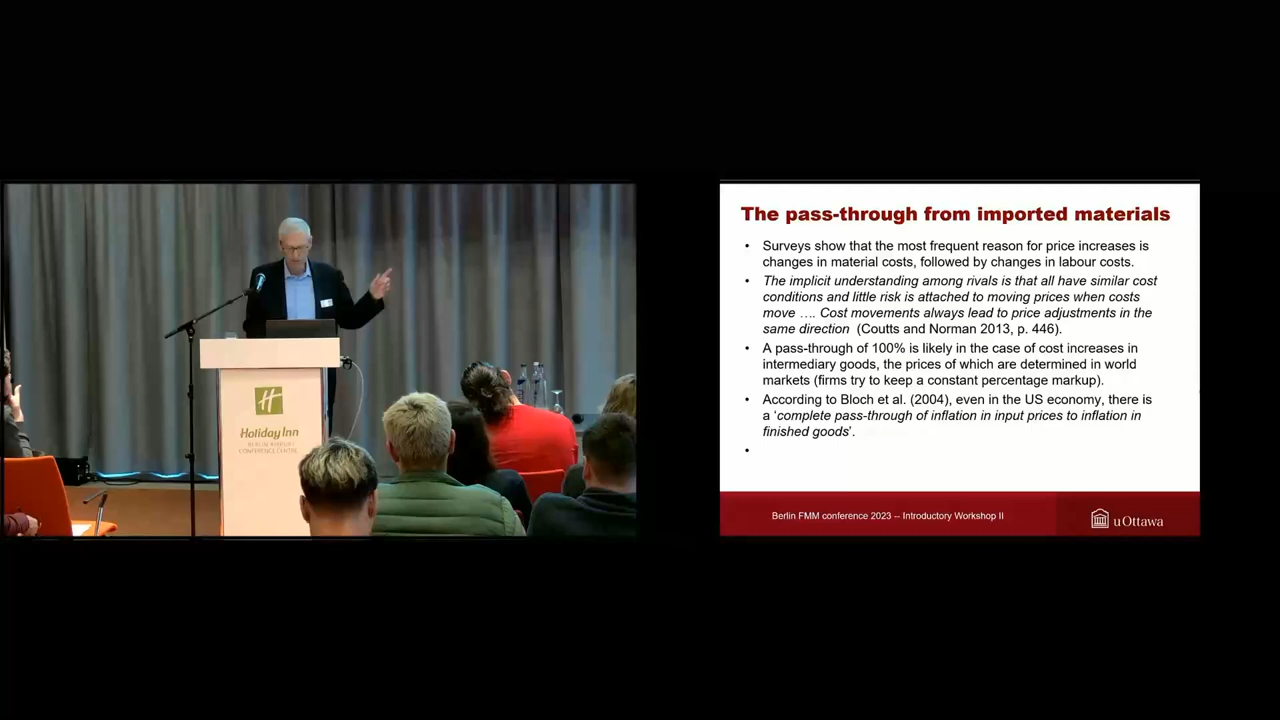 H
Holiday Inn
CONFERENCE CENTRE
The pass-through from imported materials
• Surveys show that the most frequent reason for price increases is
changes in material costs, followed by changes in labour costs.
• The implicit understanding among rivals is that all have similar cost
conditions and little risk is attached to moving prices when costs
move …. Cost movements always lead to price adjustments in the
same direction (Coutts and Norman 2013, p. 446).
• A pass-through of 100% is likely in the case of cost increases in
intermediary goods, the prices of which are determined in world
markets (firms try to keep a constant percentage markup).
• According to Bloch et al. (2004), even in the US economy, there is
a ‘complete pass-through of inflation in input prices to inflation in
finished goods’.
•
Berlin FMM conference 2023 -- Introductory Workshop II
uOttawa